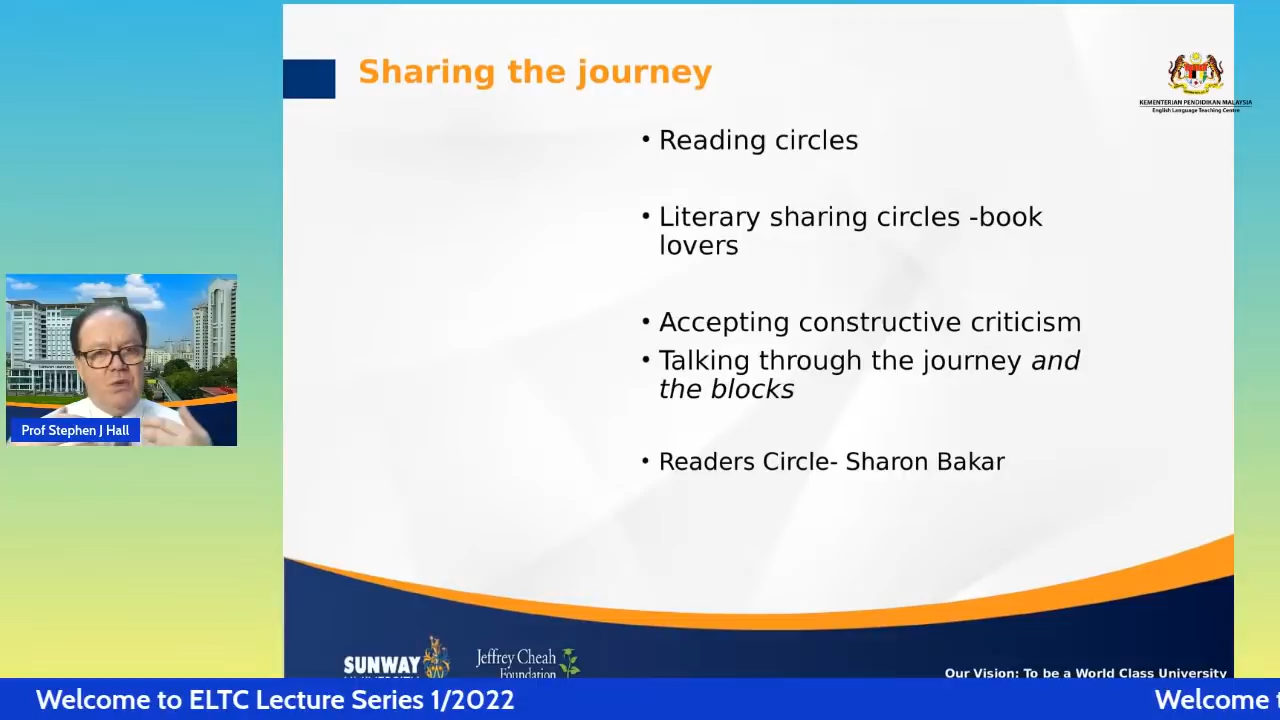 Sharing the journey
KEMENTERIAN PENDIDIKAN MALAYSIA
English Language Teaching Centre
• Reading circles
• Literary sharing circles -book
lovers
• Accepting constructive criticism
• Talking through the journey and
the blocks
• Readers Circle- Sharon Bakar
Prof Stephen J Hall
SUNWAY
Jeffrey Cheah
Foundation
Our Vision: To be a World Class University
Welcome to ELTC Lecture Series 1/2022
Welcome